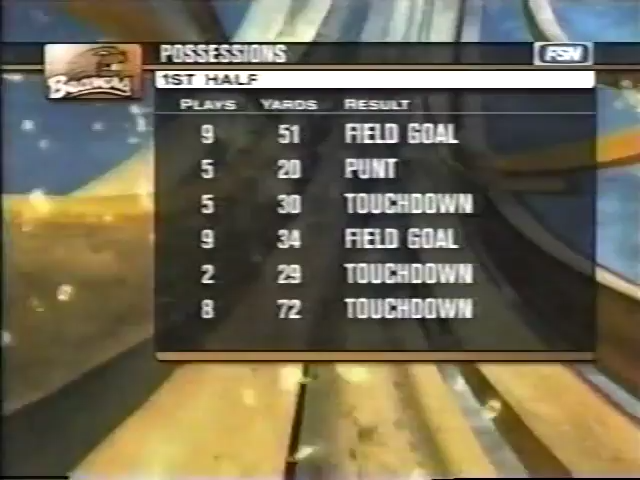 Beavers
POSSESSIONS
FSN
1ST HALF
PLAYS YARDS RESULT
9 51 FIELD GOAL
5 20 PUNT
5 30 TOUCHDOWN
9 34 FIELD GOAL
2 29 TOUCHDOWN
8 72 TOUCHDOWN